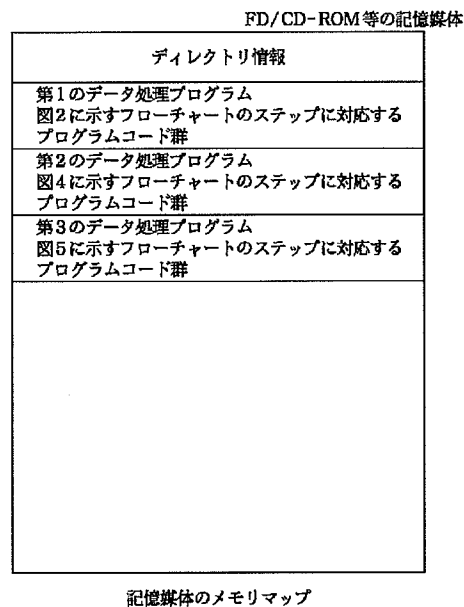 FD/CD-ROM等の記憶媒体
ディレクトリ情報
第1のデータ処理プログラム
図2に示すフローチャートのステップに対応する
プログラムコード群
第2のデータ処理プログラム
図4に示すフローチャートのステップに対応する
プログラムコード群
第3のデータ処理プログラム
図5に示すフローチャートのステップに対応する
プログラムコード群
記憶媒体のメモリマップ